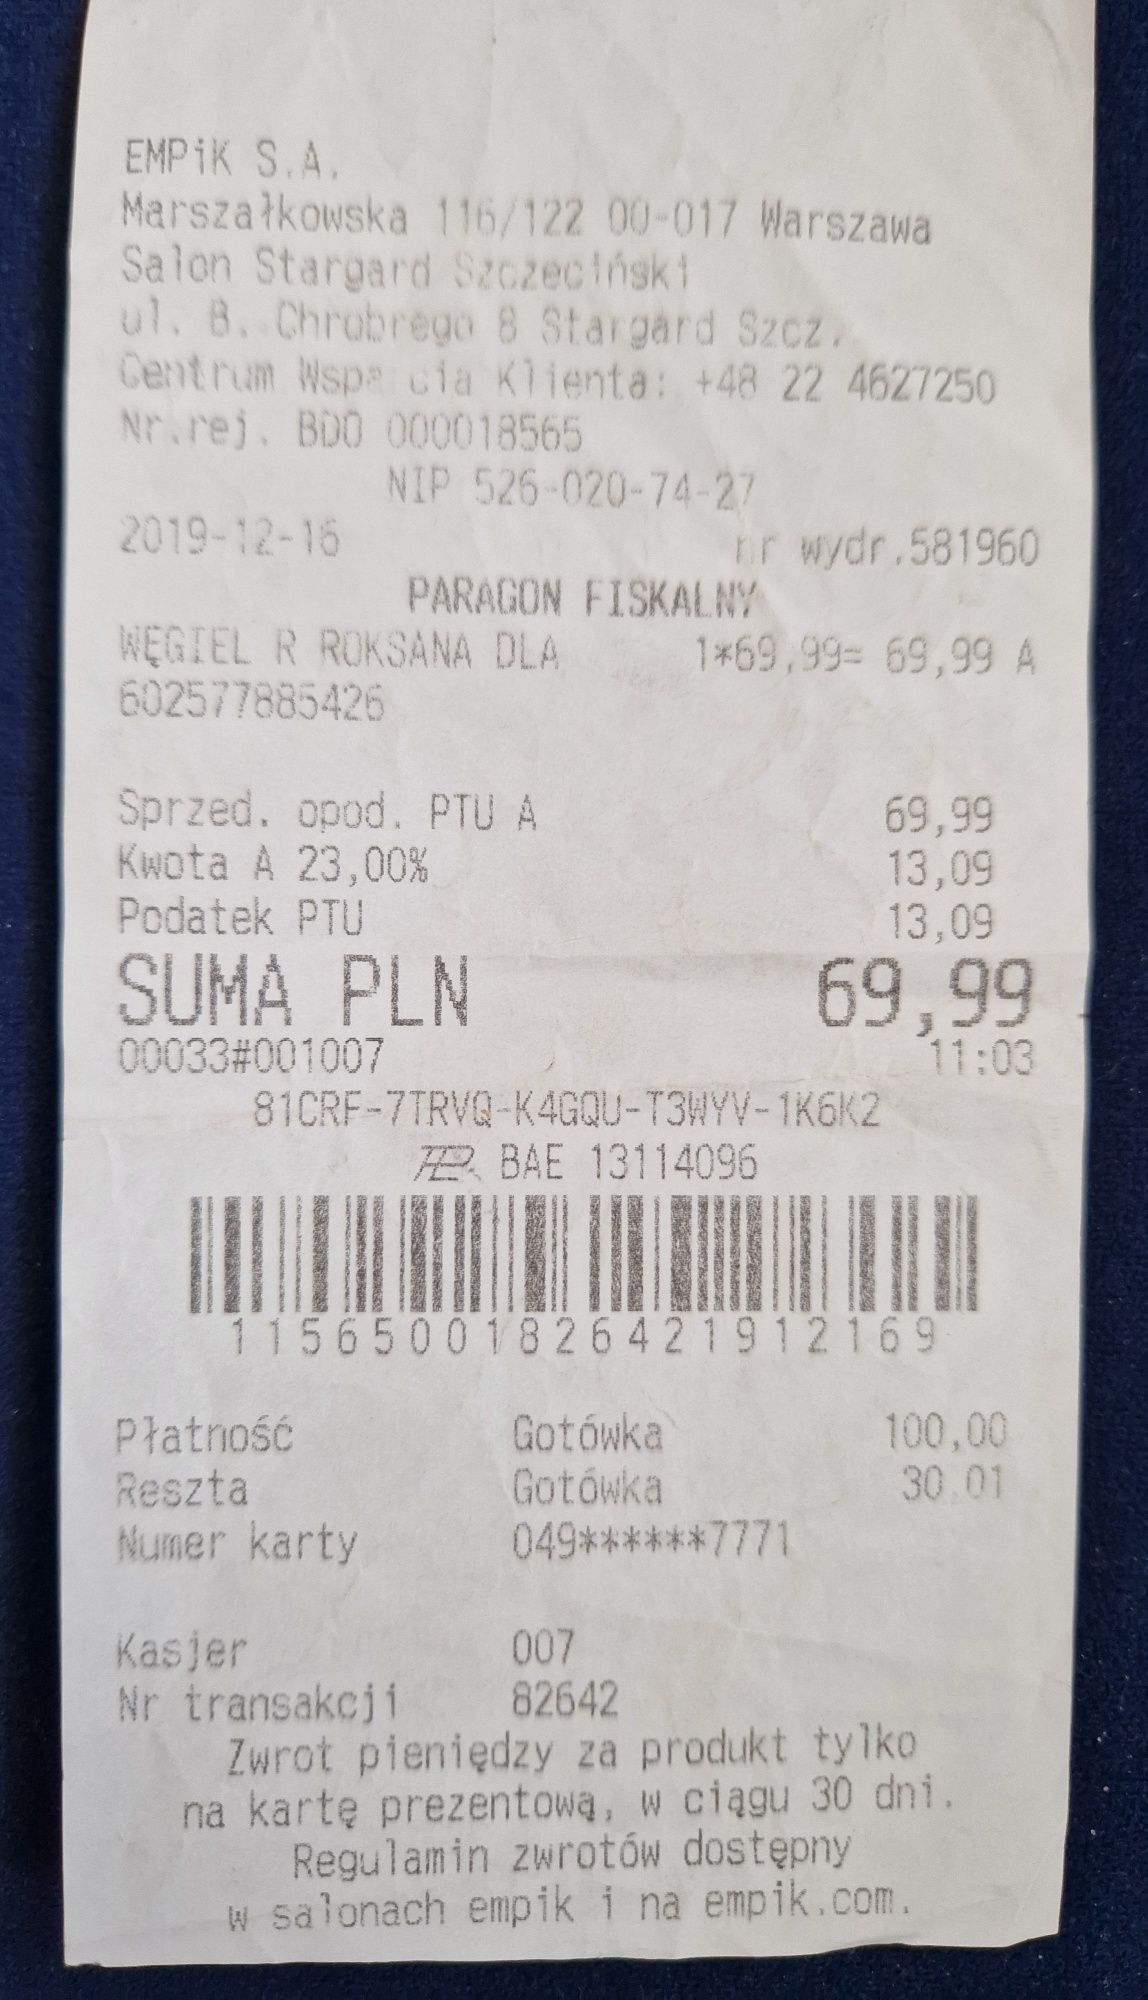 EMPiK S.A.
Marszałkowska 116/122 00-017 Warszawa
Salon Stargard Szczeciński
ul. B. Chrobrego 8 Stargard Szcz.
Centrum Wsparcia Klienta: +48 22 4627250
Nr.rej. BDO 000018565
NIP 526-020-74-27
2019-12-16 nr wydr.581960
PARAGON FISKALNY
WĘGIEL R ROKSANA DLA 1*69,99= 69,99 A
602577885426
Sprzed. opod. PTU A 69,99
Kwota A 23,00% 13,09
Podatek PTU 13,09
SUMA PLN 69,99
00033#001007 11:03
81CRF-7TRVQ-K4GQU-T3WYV-1K6K2
BAE 13114096
11565001826421912169
Płatność Gotówka 100,00
Reszta Gotówka 30,01
Numer karty 049******7771
Kasjer 007
Nr transakcji 82642
Zwrot pieniędzy za produkt tylko
na kartę prezentową, w ciągu 30 dni.
Regulamin zwrotów dostępny
w salonach empik i na empik.com.